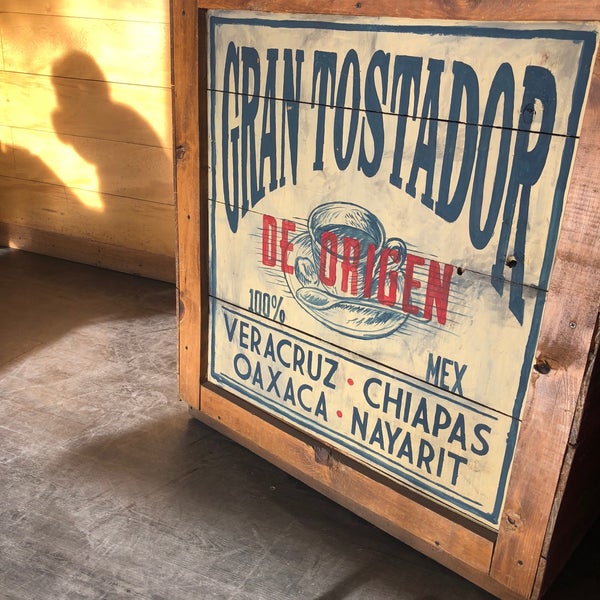 GRAN TOSTADOR
DE ORIGEN
100% MEX
VERACRUZ • CHIAPAS
OAXACA • NAYARIT